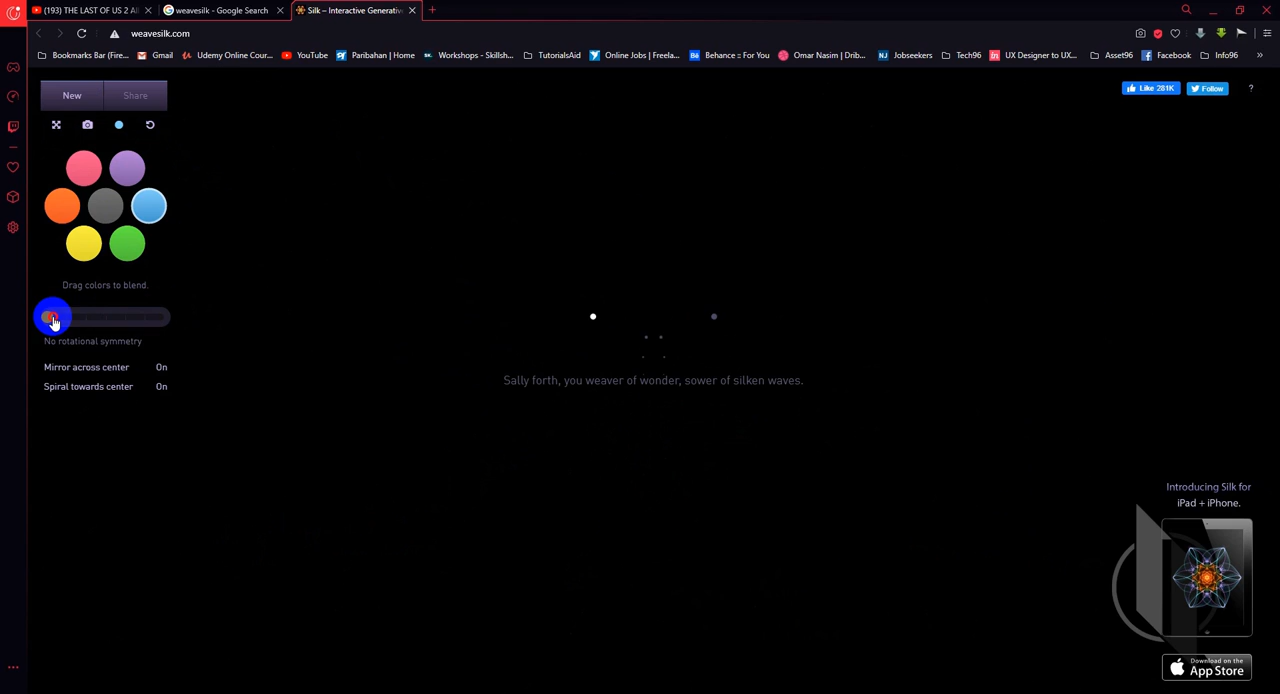 (193) THE LAST OF US 2 All
weavesilk - Google Search
Silk – Interactive Generativ
weavesilk.com
Bookmarks Bar (Fire...
Gmail
Udemy Online Cour...
YouTube
Paribahan | Home
Workshops - Skillsh...
TutorialsAid
Online Jobs | Freela...
Behance :: For You
Omar Nasim | Drib...
Jobseekers
Tech96
UX Designer to UX...
Asset96
Facebook
Info96
New
Share
Like 281K
Follow
?
Drag colors to blend.
No rotational symmetry
Mirror across center On
Spiral towards center On
Sally forth, you weaver of wonder, sower of silken waves.
Introducing Silk for
iPad + iPhone.
Download on the
App Store